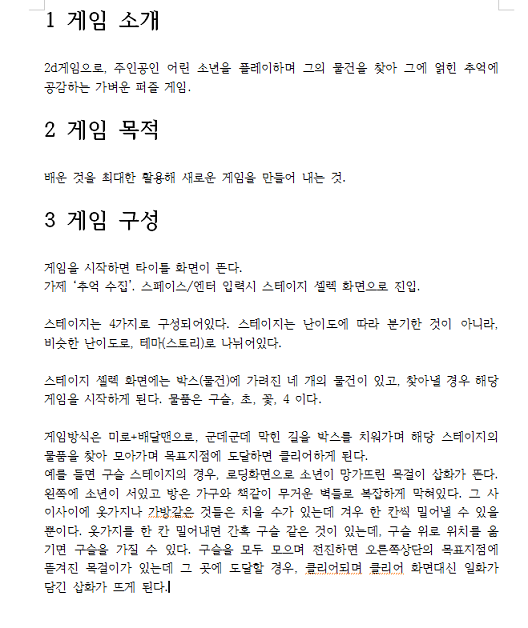 1 게임 소개
2d게임으로, 주인공인 어린 소년을 플레이하며 그의 물건을 찾아 그에 얽힌 추억에
공감하는 가벼운 퍼즐 게임.
2 게임 목적
배운 것을 최대한 활용해 새로운 게임을 만들어 내는 것.
3 게임 구성
게임을 시작하면 타이틀 화면이 뜬다.
가제 ‘추억 수집’. 스페이스/엔터 입력시 스테이지 셀렉 화면으로 진입.
스테이지는 4가지로 구성되어있다. 스테이지는 난이도에 따라 분기한 것이 아니라,
비슷한 난이도로, 테마(스토리)로 나뉘어있다.
스테이지 셀렉 화면에는 박스(물건)에 가려진 네 개의 물건이 있고, 찾아낼 경우 해당
게임을 시작하게 된다. 물품은 구슬, 초, 꽃, 4 이다.
게임방식은 미로+배달맨으로, 군데군데 막힌 길을 박스를 치워가며 해당 스테이지의
물품을 찾아 모아가며 목표지점에 도달하면 클리어하게 된다.
예를 들면 구슬 스테이지의 경우, 로딩화면으로 소년이 망가뜨린 목걸이 삽화가 뜬다.
왼쪽에 소년이 서있고 방은 가구와 책같이 무거운 벽들로 복잡하게 막혀있다. 그 사
이사이에 옷가지나 가방같은 것들은 치울 수가 있는데 겨우 한 칸씩 밀어낼 수 있을
뿐이다. 옷가지를 한 칸 밀어내면 간혹 구슬 같은 것이 있는데, 구슬 위로 위치를 옮
기면 구슬을 가질 수 있다. 구슬을 모두 모으며 전진하면 오른쪽상단의 목표지점에
뜯겨진 목걸이가 있는데 그 곳에 도달할 경우, 클리어되며 클리어 화면대신 일화가
담긴 삽화가 뜨게 된다.